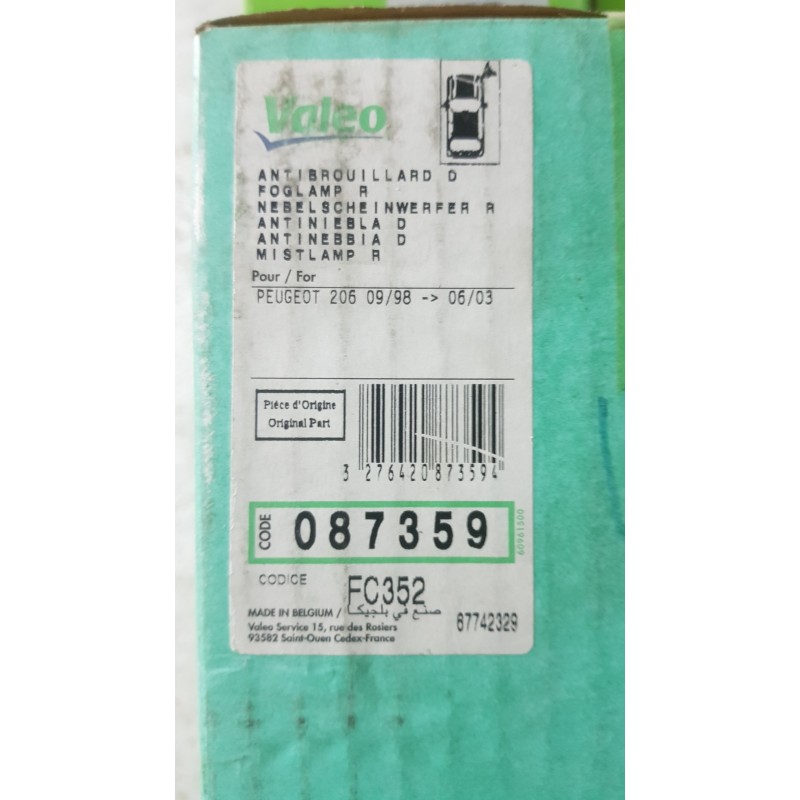 Valeo
ANTIBROUILLARD D
FOGLAMP R
NEBELSCHEINWERFER R
ANTINIEBLA D
ANTINEBBIA D
MISTLAMP R
Pour / For
PEUGEOT 206 09/98 -> 06/03
Pièce d'Origine
Original Part
3 276420 873594
CODE 087359
60961500
CODICE FC352
MADE IN BELGIUM / صنع في بلجيكا
67742329
Valeo Service 15, rue des Rosiers
93582 Saint-Ouen Cedex-France